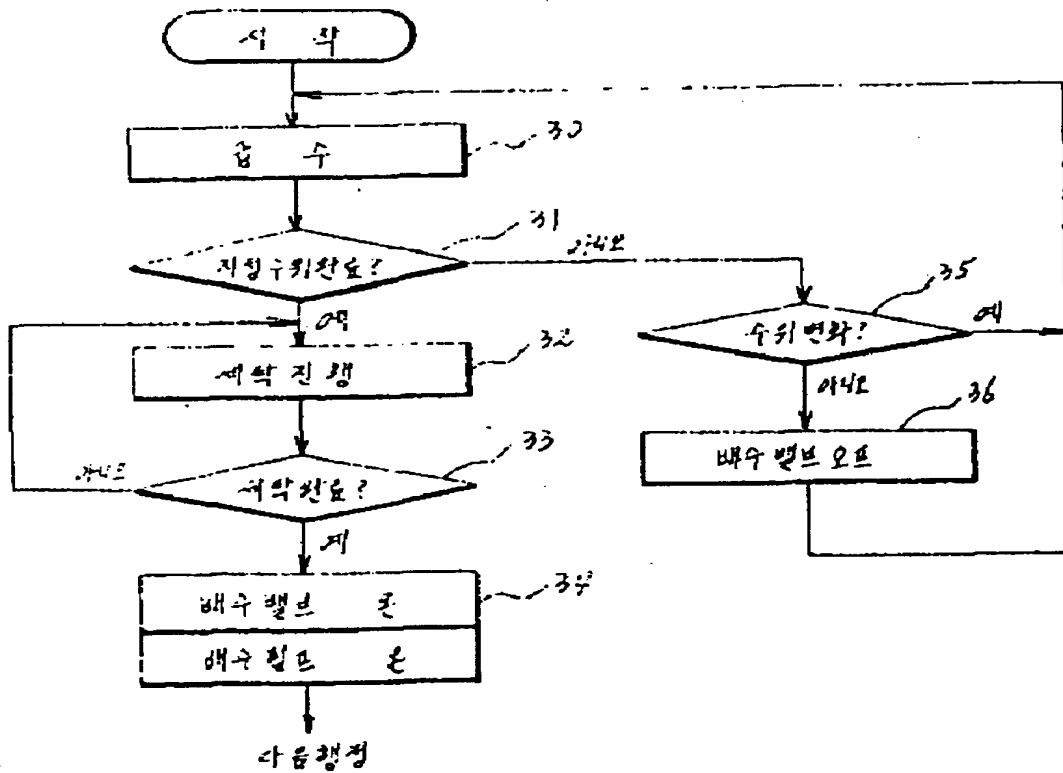 시 작
급 수
30
지정수위완료?
31
아니오
예
수위변화?
35
예
세탁진행
32
아니오
배수밸브오프
36
세탁완료?
33
아니오
예
배수밸브 온
배수펌프 온
34
다음행정